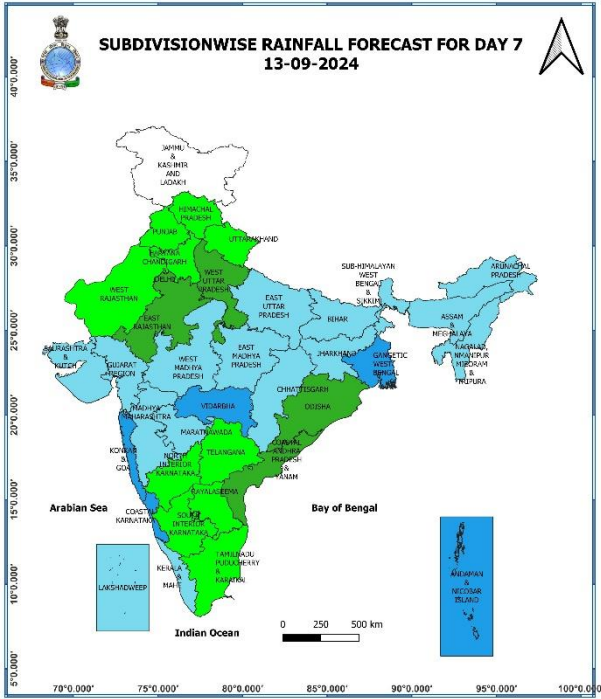 SUBDIVISIONWISE RAINFALL FORECAST FOR DAY 7
13-09-2024
40°0.000'
35°0.000'
30°0.000'
25°0.000'
20°0.000'
15°0.000'
10°0.000'
5°0.000'
JAMMU
&
KASHMIR
AND
LADAKH
HIMACHAL
PRADESH
PUNJAB
UTTARAKHAND
CHANDIGARH
&
DELHI
WEST
UTTAR
PRADESH
WEST
RAJASTHAN
EAST
RAJASTHAN
EAST
UTTAR
PRADESH
SUB-HIMALAYAN
WEST
BENGAL
&
SIKKIM
ARUNACHAL
PRADESH
BIHAR
ASSAM
&
MEGHALAYA
NAGALAD,
MIZORAM
&
TRIPURA
SAURASHTRA
&
KUTCH
GUJARAT
REGION
WEST
MADHYA
PRADESH
EAST
MADHYA
PRADESH
JHARKHAND
GANGETIC
WEST
BENGAL
CHHATTISGARH
ODISHA
VIDARBHA
MADHYA
MAHARASHTRA
MARATHAWADA
KONKAN
&
GOA
NORTH
INTERIOR
KARNATAKA
TELANGANA
COASTAL
ANDHRA
PRADESH
&
YANAM
RAYALASEEMA
COASTAL
KARNATAKA
SOUTH
INTERIOR
KARNATAKA
TAMILNADU
PUDUCHERRY
&
KARAIKAL
KERALA
&
MAHE
LAKSHADWEEP
ANDAMAN
&
NICOBAR
ISLAND
Arabian Sea
Bay of Bengal
Indian Ocean
0 250 500 km
70°0.000' 75°0.000' 80°0.000' 85°0.000' 90°0.000' 95°0.000' 100°0.0